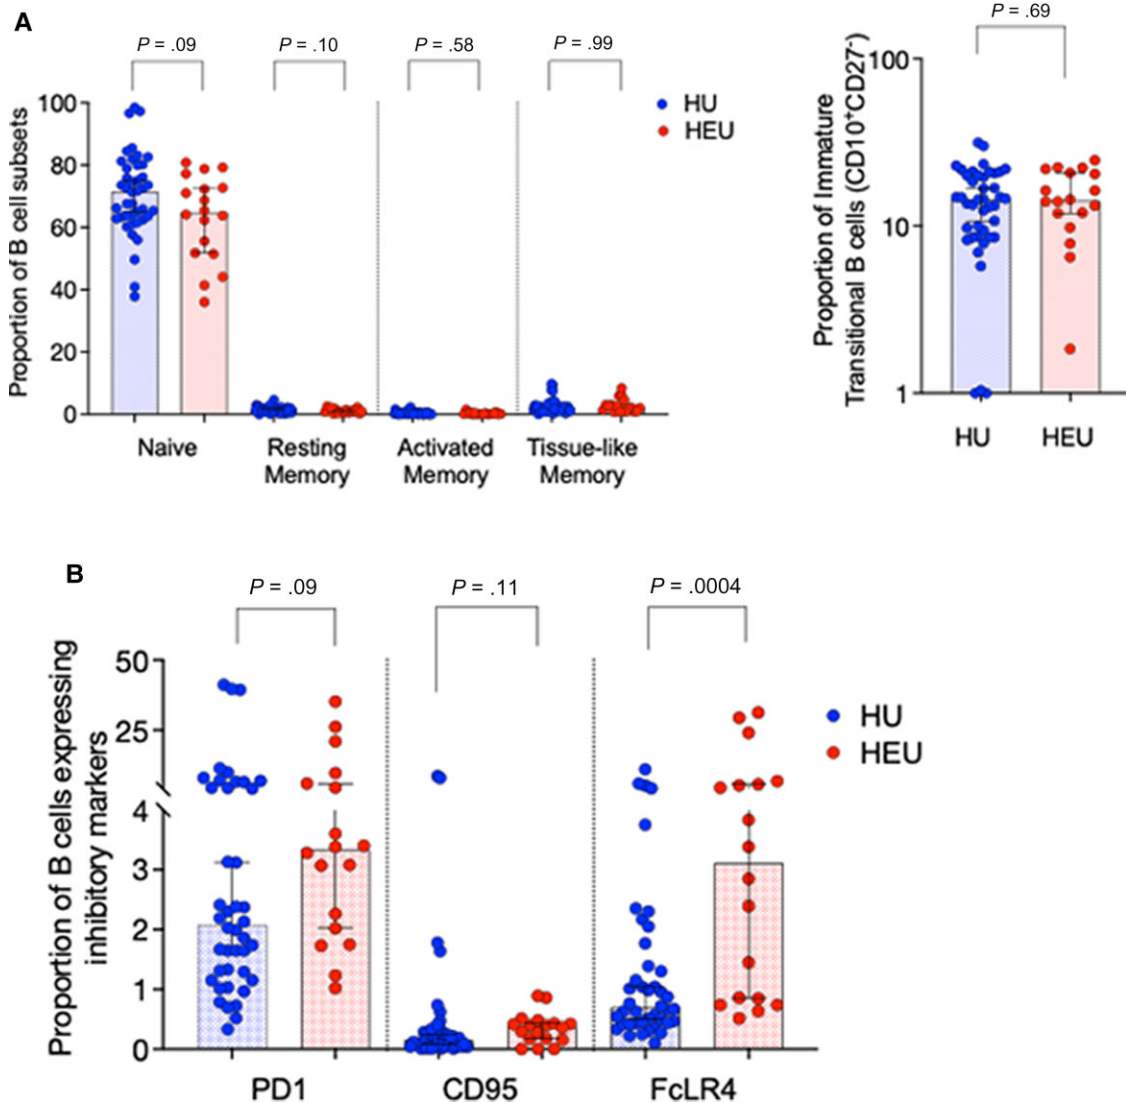 A
P = .09
P = .10
P = .58
P = .99
Proportion of B cell subsets
100
80
60
40
20
0
Naive
Resting
Memory
Activated
Memory
Tissue-like
Memory
HU
HEU
P = .69
Proportion of Immature
Transitional B cells (CD10⁺CD27⁻)
100
10
1
HU
HEU
B
P = .09
P = .11
P = .0004
Proportion of B cells expressing
inhibitory markers
50
25
4
3
2
1
0
PD1
CD95
FcLR4
HU
HEU